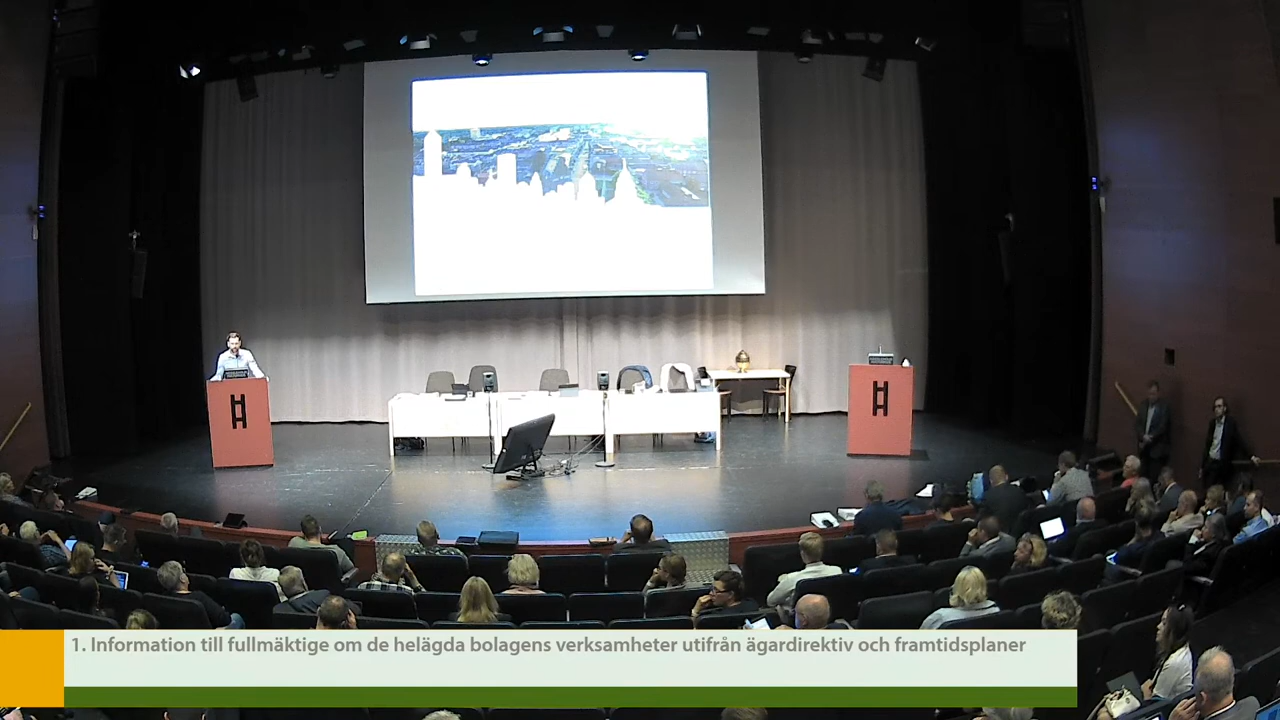 1. Information till fullmäktige om de helägda bolagens verksamheter utifrån ägardirektiv och framtidsplaner